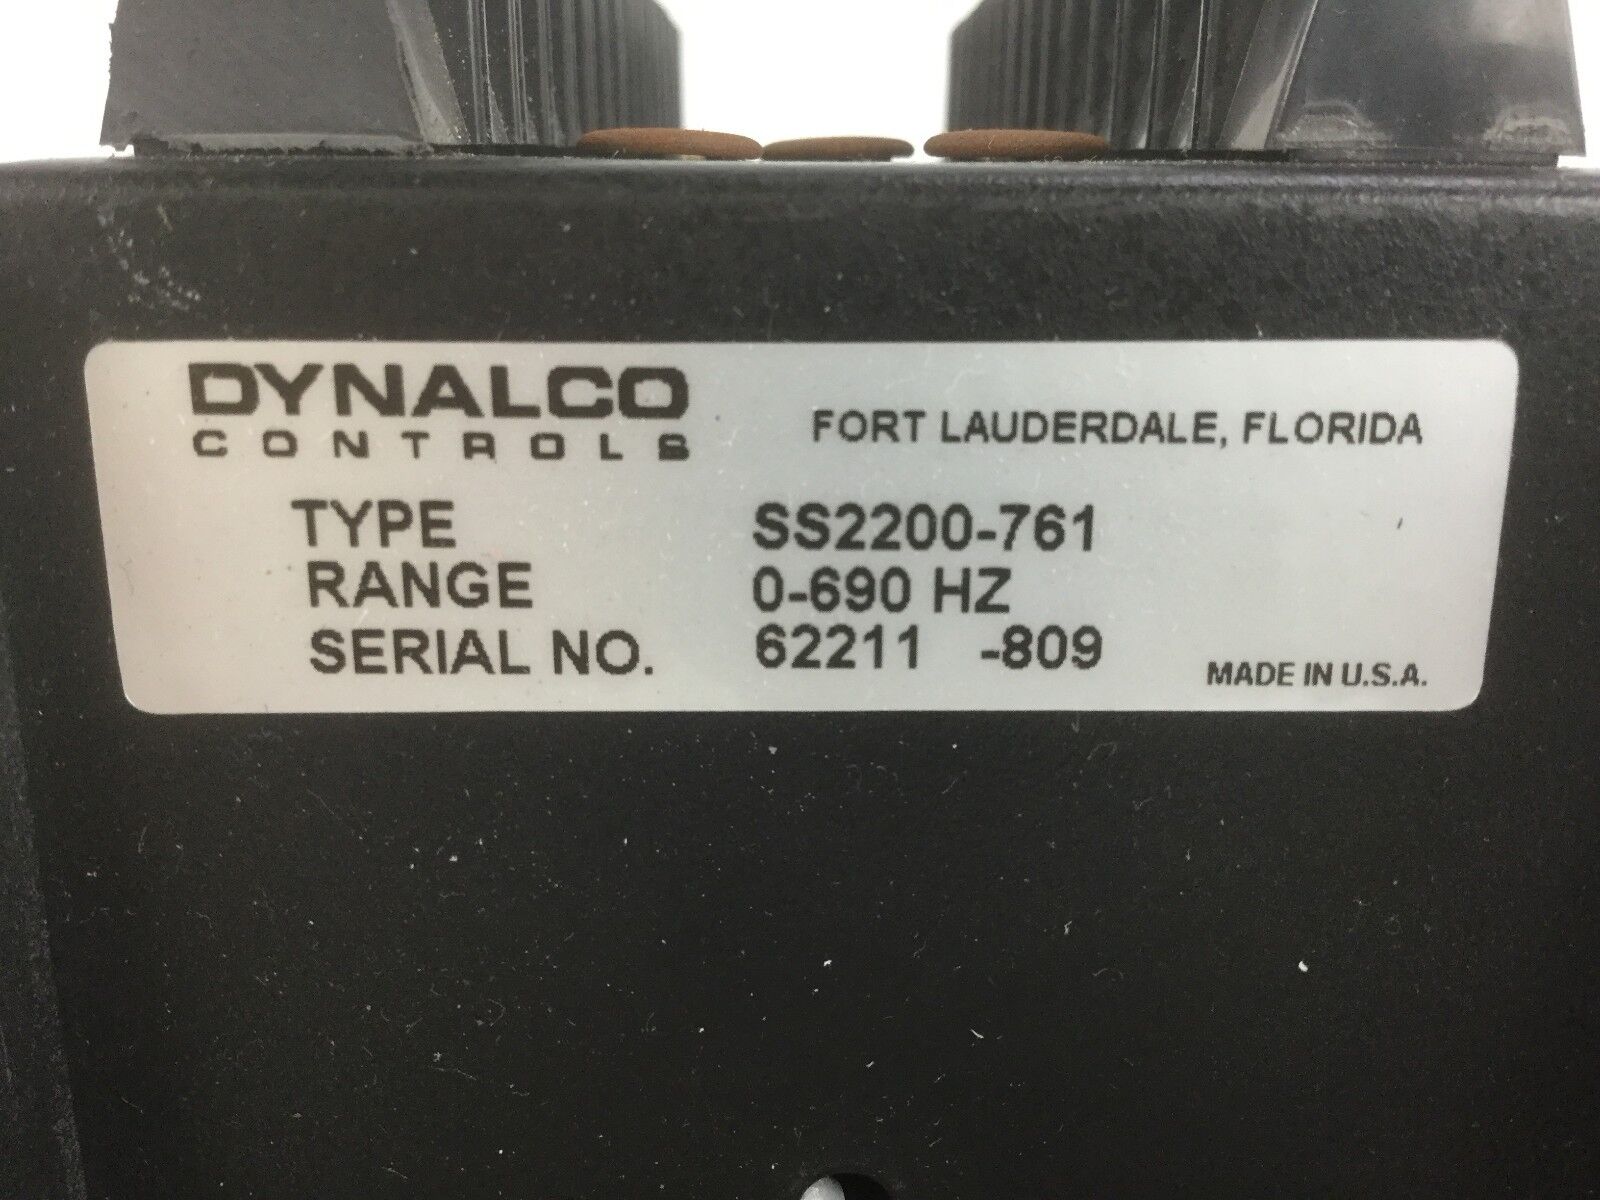 DYNALCO
CONTROLS
FORT LAUDERDALE, FLORIDA
TYPE SS2200-761
RANGE 0-690 HZ
SERIAL NO. 62211 -809
MADE IN U.S.A.